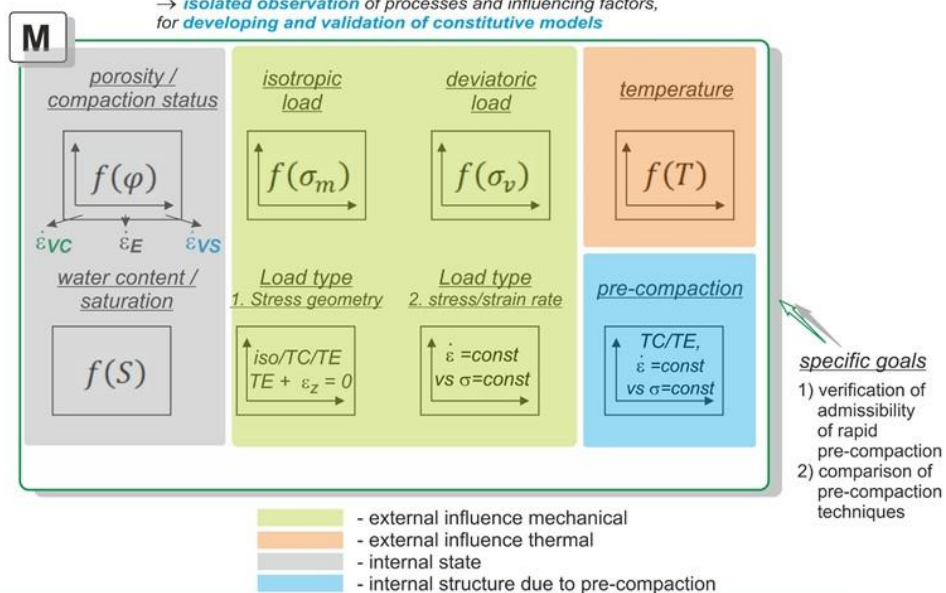 → isolated observation of processes and influencing factors,
for developing and validation of constitutive models
M
porosity /
compaction status
f(φ)
ε̇VC ε̇E ε̇VS
water content /
saturation
f(S)
isotropic
load
f(σm)
deviatoric
load
f(σv)
Load type
1. Stress geometry
iso/TC/TE
TE + εz = 0
Load type
2. stress/strain rate
ε̇ =const
vs σ=const
temperature
f(T)
pre-compaction
TC/TE,
ε̇ =const
vs σ=const
specific goals
1) verification of
admissibility
of rapid
pre-compaction
2) comparison of
pre-compaction
techniques
- external influence mechanical
- external influence thermal
- internal state
- internal structure due to pre-compaction